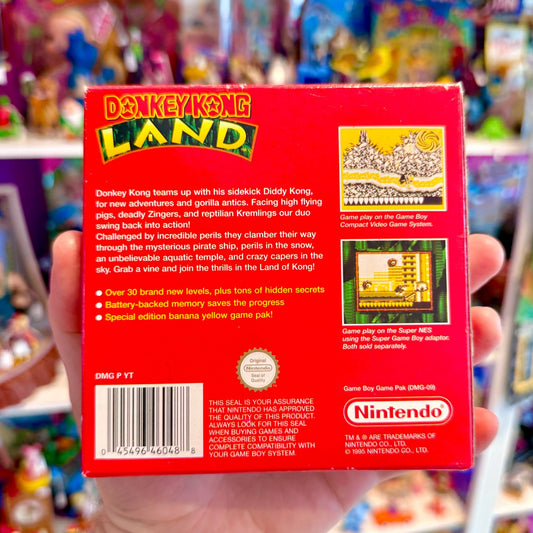 DONKEY KONG
LAND
Donkey Kong teams up with his sidekick Diddy Kong,
for new adventures and gorilla antics. Facing high flying
pigs, deadly Zingers, and reptilian Kremlings our duo
swing back into action!
Challenged by incredible perils they clamber their way
through the mysterious pirate ship, perils in the snow,
an unbelievable aquatic temple, and crazy capers in the
sky. Grab a vine and join the thrills in the Land of Kong!
Over 30 brand new levels, plus tons of hidden secrets
Battery-backed memory saves the progress
Special edition banana yellow game pak!
Game play on the Game Boy
Compact Video Game System.
Game play on the Super NES
using the Super Game Boy adaptor.
Both sold separately.
DMG P YT
0 45496 46048 8
Original
Nintendo
Seal of Quality
THIS SEAL IS YOUR ASSURANCE
THAT NINTENDO HAS APPROVED
THE QUALITY OF THIS PRODUCT.
ALWAYS LOOK FOR THIS SEAL
WHEN BUYING GAMES AND
ACCESSORIES TO ENSURE
COMPLETE COMPATIBILITY WITH
YOUR GAME BOY SYSTEM.
Game Boy Game Pak (DMG-09)
Nintendo
TM & ® ARE TRADEMARKS OF
NINTENDO CO., LTD.
© 1995 NINTENDO CO., LTD.